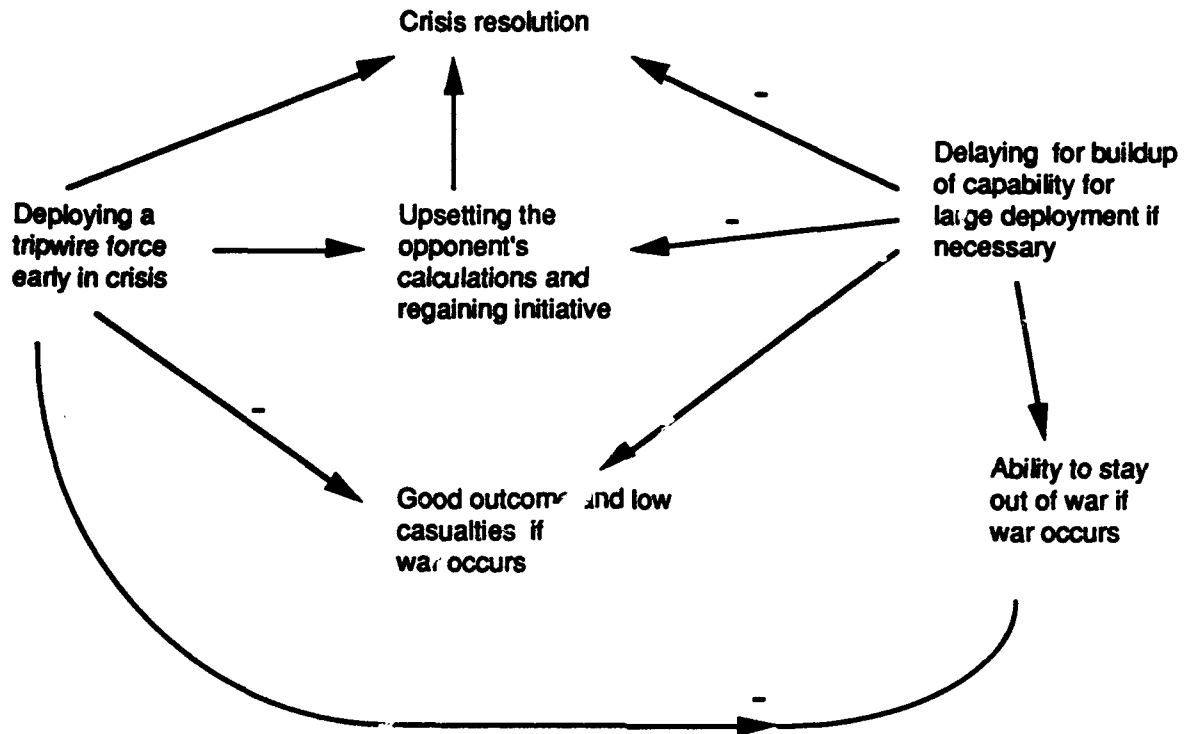 Crisis resolution
-
Delaying for buildup
of capability for
large deployment if
necessary
Deploying a
tripwire force
early in crisis
Upsetting the
opponent's
calculations and
regaining initiative
-
-
Good outcome and low
casualties if
war occurs
Ability to stay
out of war if
war occurs
-